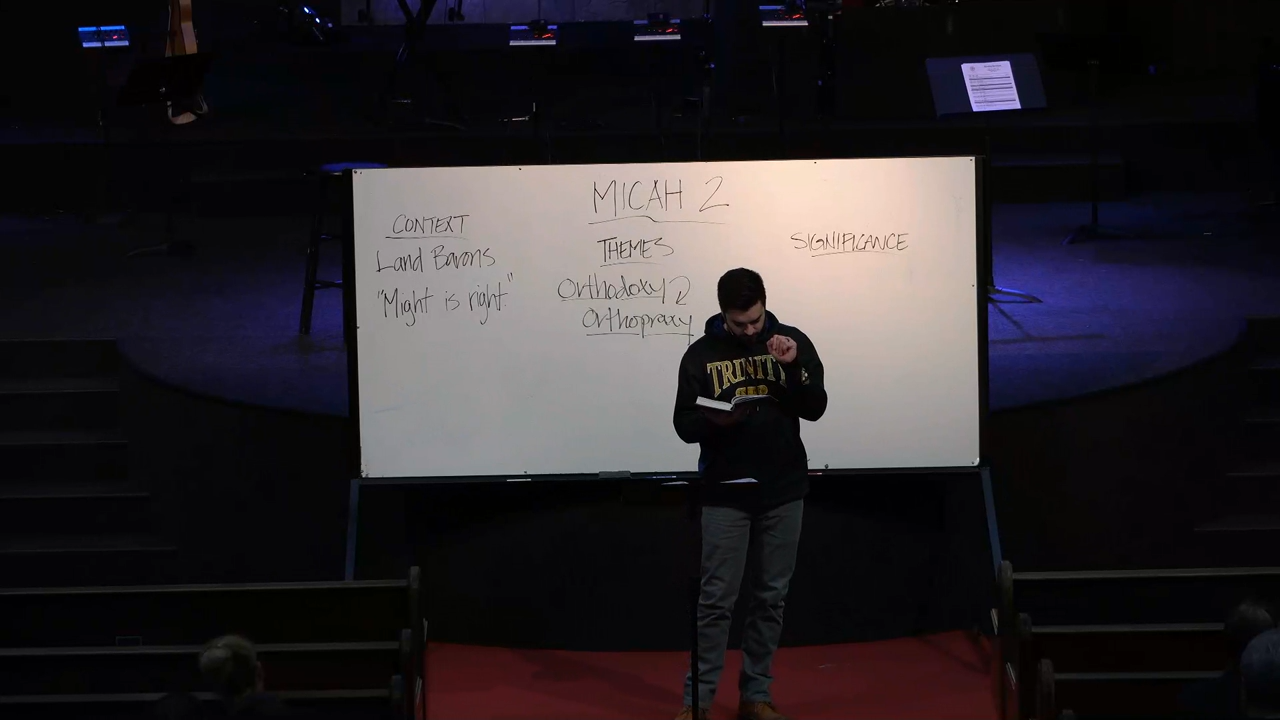 MICAH 2
CONTEXT
Land Barons
"Might is right"
THEMES
Orthodoxy
Orthopraxy
SIGNIFICANCE
TRINITY